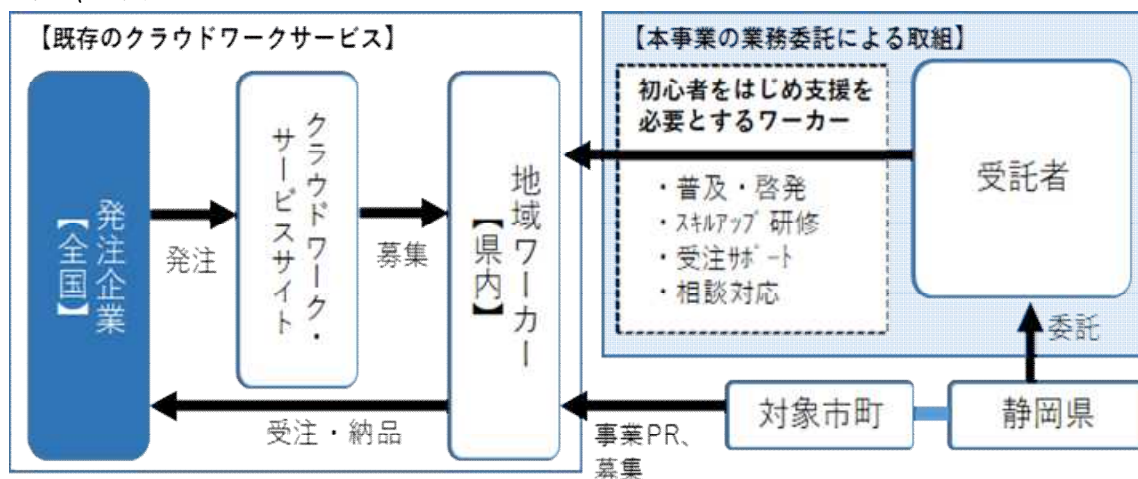 【既存のクラウドワークサービス】
発注企業
【全国】
発注
クラウドワーク・
サービスサイト
募集
地域ワーカー
【県内】
受注・納品
【本事業の業務委託による取組】
初心者をはじめ支援を
必要とするワーカー
・普及・啓発
・ｽｷﾙｱｯﾌﾟ研修
・受注ｻﾎﾟｰﾄ
・相談対応
受託者
委託
対象市町
静岡県
事業PR、
募集